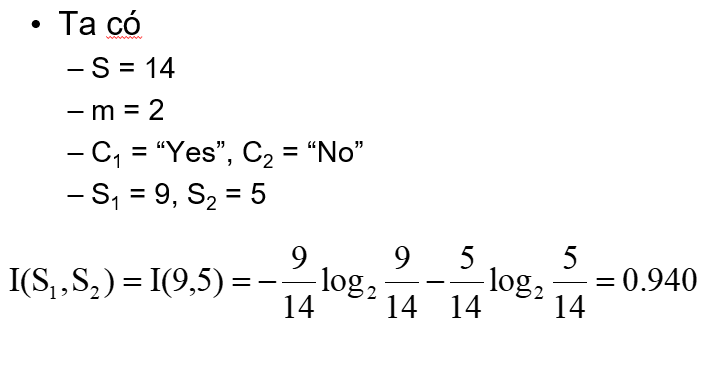 • Ta có
– S = 14
– m = 2
– C₁ = “Yes”, C₂ = “No”
– S₁ = 9, S₂ = 5
I(S₁,S₂) = I(9,5) = −9/14 log₂ 9/14 − 5/14 log₂ 5/14 = 0.940